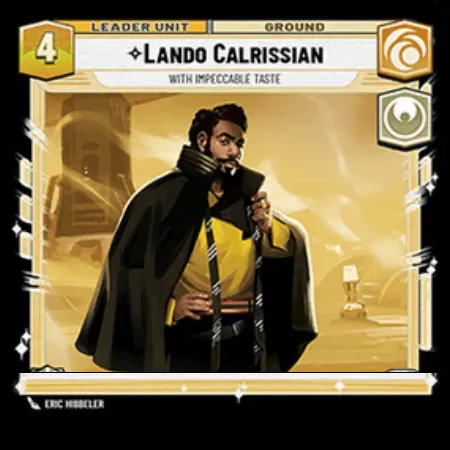 LEADER UNIT GROUND
4
LANDO CALRISSIAN
WITH IMPECCABLE TASTE
ERIC HIBBELER